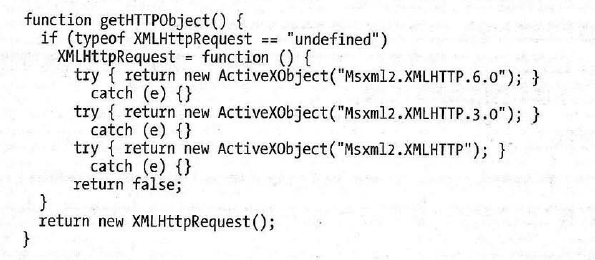 function getHTTPObject() {
  if (typeof XMLHttpRequest == "undefined")
    XMLHttpRequest = function () {
      try { return new ActiveXObject("Msxml2.XMLHTTP.6.0"); }
        catch (e) {}
      try { return new ActiveXObject("Msxml2.XMLHTTP.3.0"); }
        catch (e) {}
      try { return new ActiveXObject("Msxml2.XMLHTTP"); }
        catch (e) {}
      return false;
  }
  return new XMLHttpRequest();
}